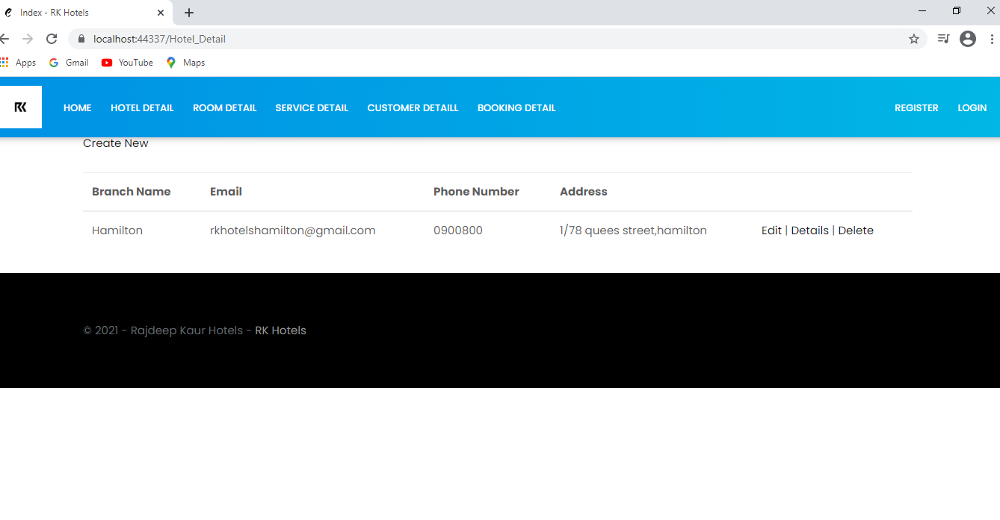 Index - RK Hotels
localhost:44337/Hotel_Detail
Apps Gmail YouTube Maps
RK HOME HOTEL DETAIL ROOM DETAIL SERVICE DETAIL CUSTOMER DETAILL BOOKING DETAIL REGISTER LOGIN
Create New
Branch Name Email Phone Number Address
Hamilton rkhotelshamilton@gmail.com 0900800 1/78 quees street,hamilton Edit | Details | Delete
© 2021 - Rajdeep Kaur Hotels - RK Hotels